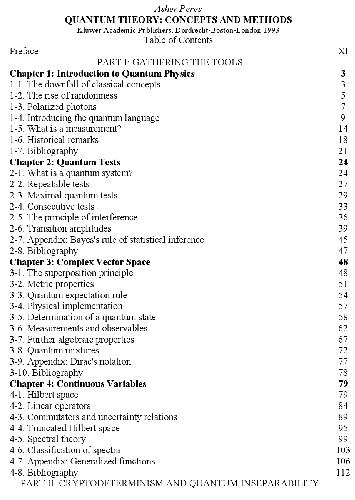 Asher Peres
QUANTUM THEORY: CONCEPTS AND METHODS
Kluwer Academic Publishers, Dordrecht-Boston-London 1993
Table of Contents
Preface XI
PART I: GATHERING THE TOOLS
Chapter 1: Introduction to Quantum Physics 3
1-1. The downfall of classical concepts 3
1-2. The rise of randomness 5
1-3. Polarized photons 7
1-4. Introducing the quantum language 9
1-5. What is a measurement? 14
1-6. Historical remarks 18
1-7. Bibliography 21
Chapter 2: Quantum Tests 24
2-1. What is a quantum system? 24
2-2. Repeatable tests 27
2-3. Maximal quantum tests 29
2-4. Consecutive tests 33
2-5. The principle of interference 36
2-6. Transition amplitudes 39
2-7. Appendix: Bayes's rule of statistical inference 45
2-8. Bibliography 47
Chapter 3: Complex Vector Space 48
3-1. The superposition principle 48
3-2. Metric properties 51
3-3. Quantum expectation rule 54
3-4. Physical implementation 57
3-5. Determination of a quantum state 58
3-6. Measurements and observables 62
3-7. Further algebraic properties 67
3-8. Quantum mixtures 72
3-9. Appendix: Dirac's notation 77
3-10. Bibliography 78
Chapter 4: Continuous Variables 79
4-1. Hilbert space 79
4-2. Linear operators 84
4-3. Commutators and uncertainty relations 89
4-4. Truncated Hilbert space 95
4-5. Spectral theory 99
4-6. Classification of spectra 103
4-7. Appendix: Generalized functions 106
4-8. Bibliography 112
PART II: CRYPTODETERMINISM AND QUANTUM INSEPARABILITY